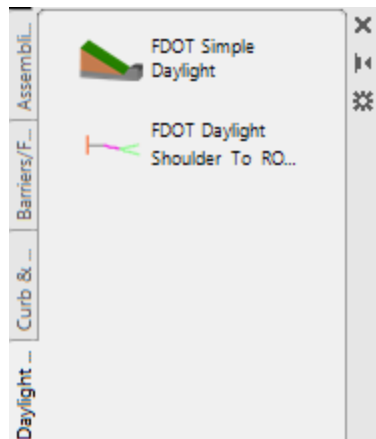 Assembli...
Barriers/F...
Curb & ...
Daylight ...
FDOT Simple
Daylight
FDOT Daylight
Shoulder To RO...